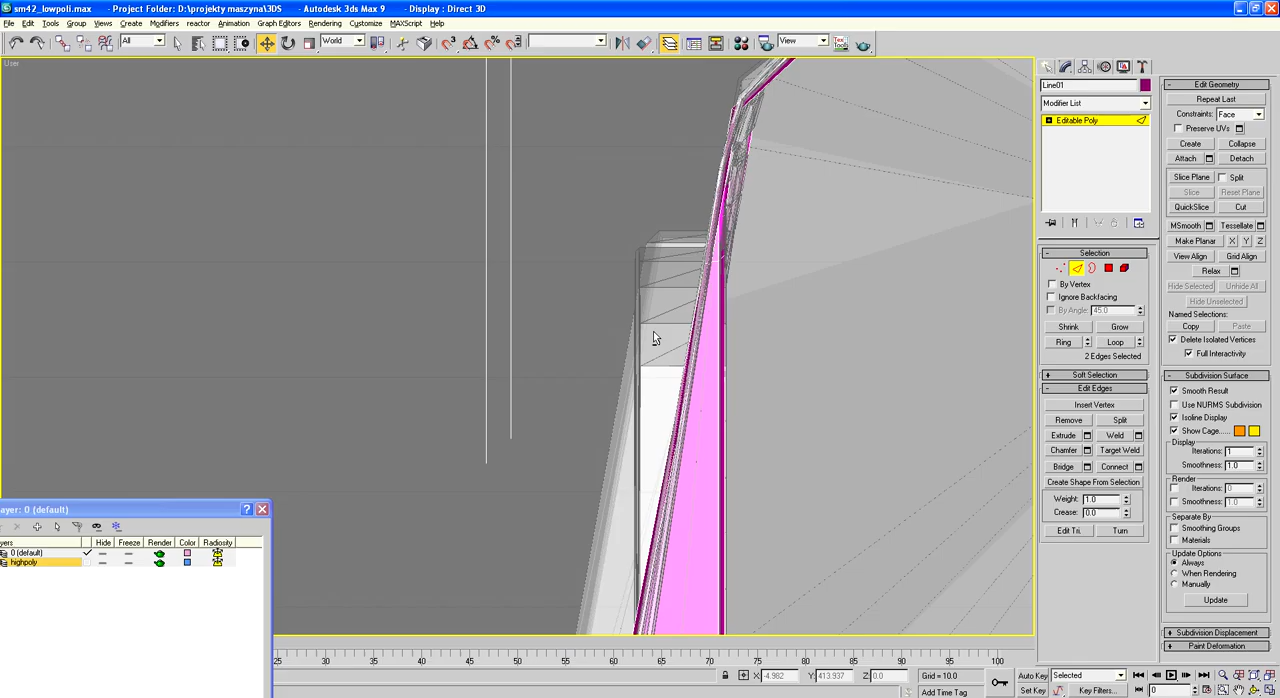 sm42_lowpoli.max - Project Folder: D:\projekty maszyna\3DS - Autodesk 3ds Max 9 - Display : Direct 3D
File Edit Tools Group Views Create Modifiers reactor Animation Graph Editors Rendering Customize MAXScript Help
All World View
User
Line01
Modifier List
Editable Poly
Selection
By Vertex
Ignore Backfacing
By Angle: 45.0
Shrink Grow
Ring Loop
2 Edges Selected
Soft Selection
Edit Edges
Insert Vertex
Remove Split
Extrude Weld
Chamfer Target Weld
Bridge Connect
Create Shape From Selection
Weight: 1.0
Crease: 0.0
Edit Tri. Turn
Edit Geometry
Repeat Last
Constraints: Face
Preserve UVs
Create Collapse
Attach Detach
Slice Plane Split
Slice Reset Plane
QuickSlice Cut
MSmooth Tessellate
Make Planar X Y Z
View Align Grid Align
Relax
Hide Selected Unhide All
Hide Unselected
Named Selections:
Copy Paste
Delete Isolated Vertices
Full Interactivity
Subdivision Surface
Smooth Result
Use NURMS Subdivision
Isoline Display
Show Cage......
Display
Iterations: 1
Smoothness: 1.0
Render
Iterations: 0
Smoothness: 1.0
Separate By
Smoothing Groups
Materials
Update Options
Always
When Rendering
Manually
Update
Subdivision Displacement
Paint Deformation
ayer: 0 (default)
ayers Hide Freeze Render Color Radiosity
0 (default)
highpoly
25 30 35 40 45 50 55 60 65 70 75 80 85 90 95 100
X: -4.982 Y: 413.937 Z: 0.0 Grid = 10.0
Add Time Tag
Auto Key Selected
Set Key Key Filters...